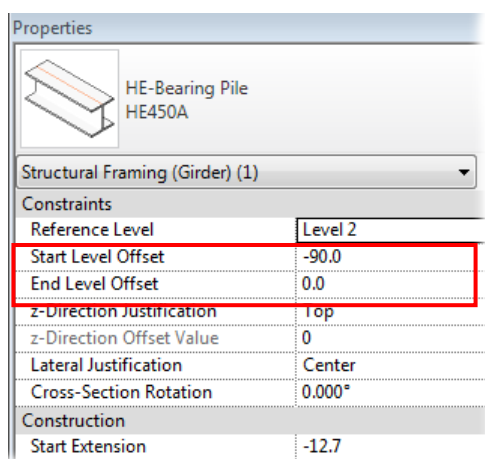 Properties
HE-Bearing Pile
HE450A
Structural Framing (Girder) (1)
Constraints
Reference Level Level 2
Start Level Offset -90.0
End Level Offset 0.0
z-Direction Justification Top
z-Direction Offset Value 0
Lateral Justification Center
Cross-Section Rotation 0.000°
Construction
Start Extension -12.7